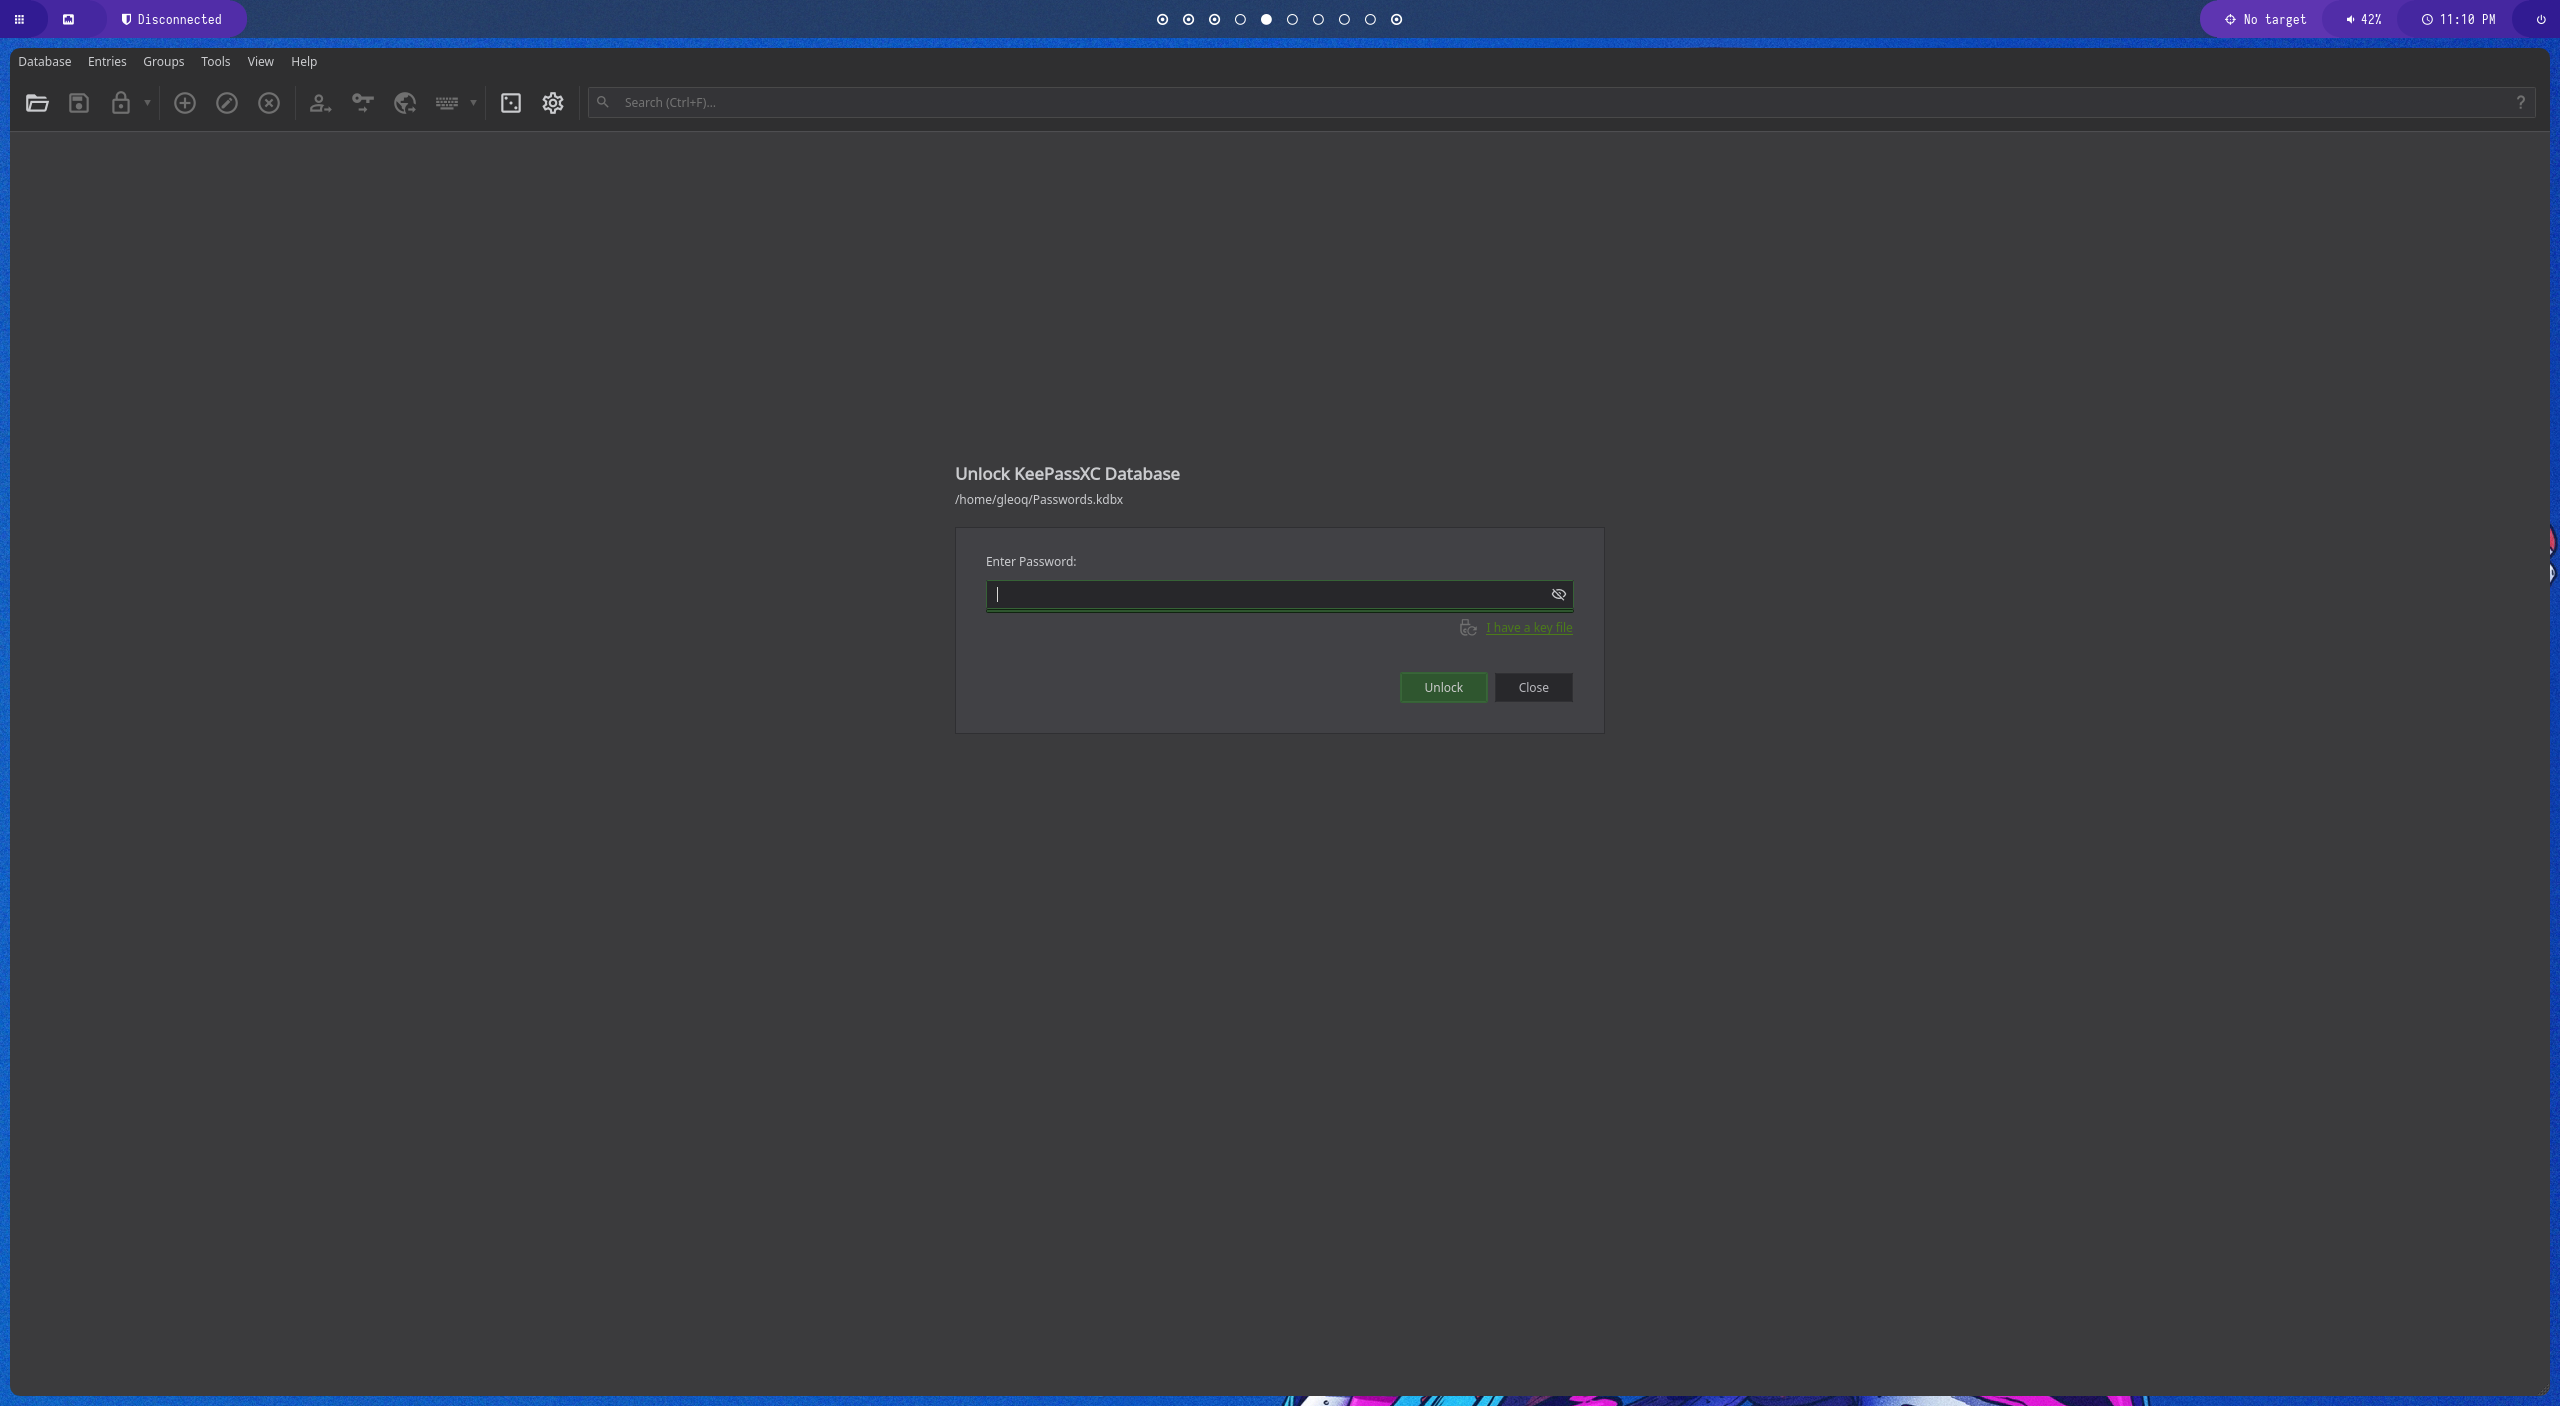 Disconnected
No target
42%
11:10 PM
Database Entries Groups Tools View Help
Search (Ctrl+F)...
?
Unlock KeePassXC Database
/home/gleoq/Passwords.kdbx
Enter Password:
I have a key file
Unlock Close